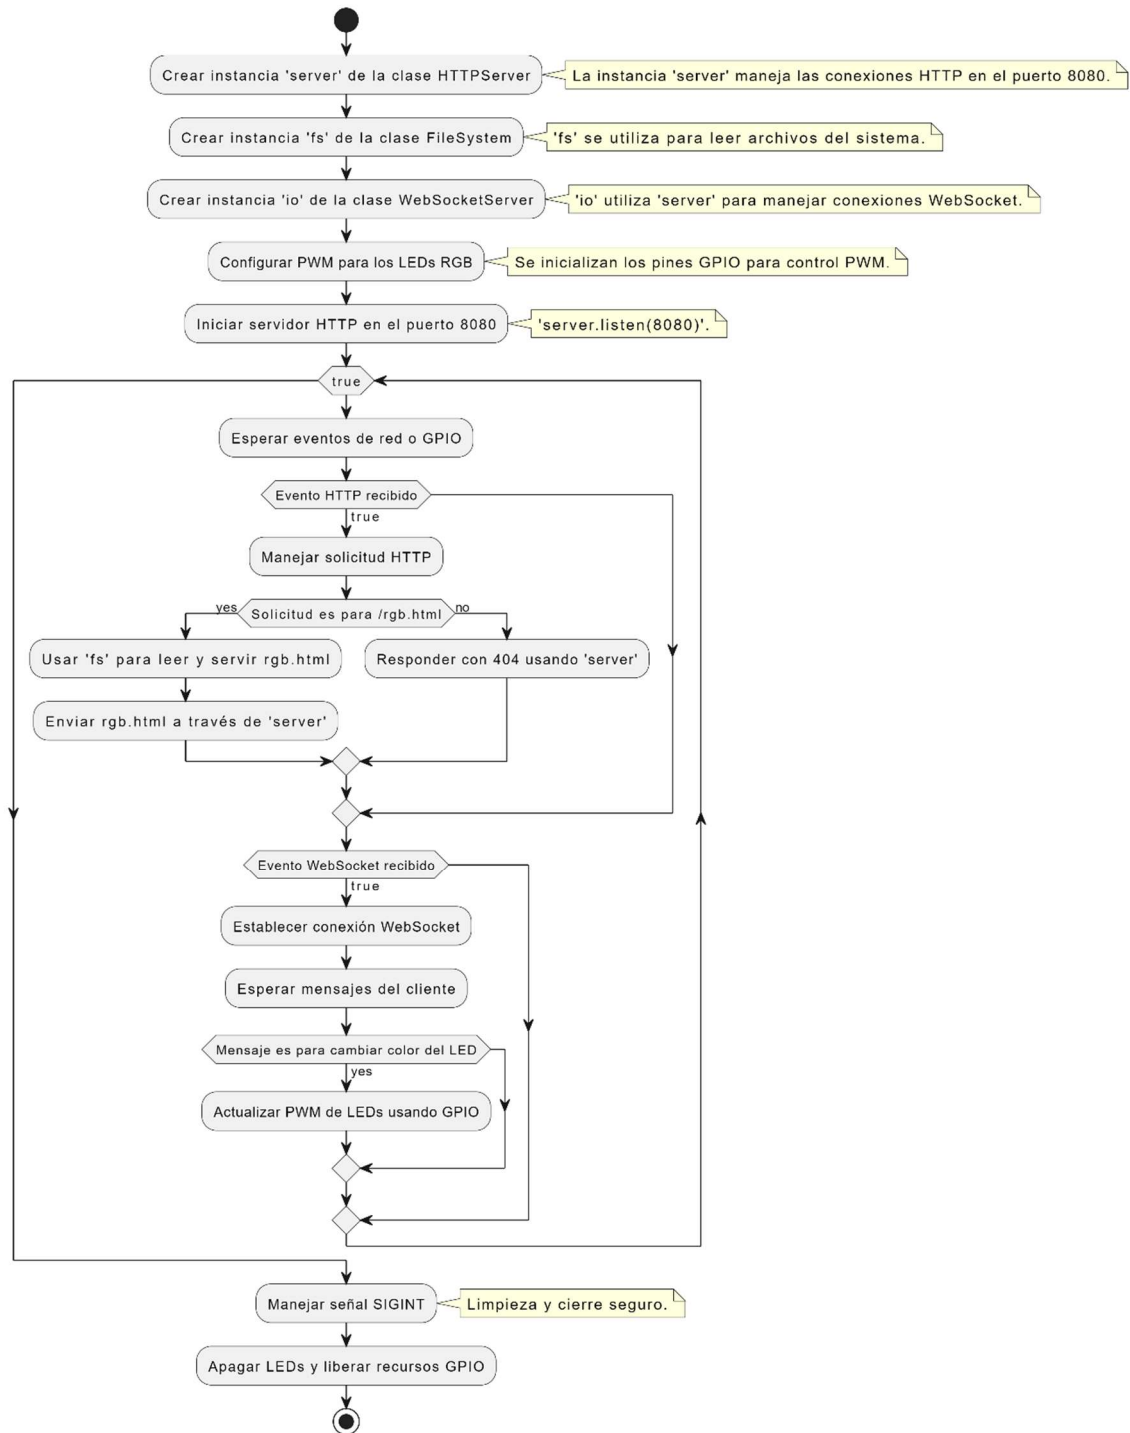 Crear instancia 'server' de la clase HTTPServer
La instancia 'server' maneja las conexiones HTTP en el puerto 8080.
Crear instancia 'fs' de la clase FileSystem
'fs' se utiliza para leer archivos del sistema.
Crear instancia 'io' de la clase WebSocketServer
'io' utiliza 'server' para manejar conexiones WebSocket.
Configurar PWM para los LEDs RGB
Se inicializan los pines GPIO para control PWM.
Iniciar servidor HTTP en el puerto 8080
'server.listen(8080)'.
true
Esperar eventos de red o GPIO
Evento HTTP recibido
true
Manejar solicitud HTTP
yes
Solicitud es para /rgb.html
no
Usar 'fs' para leer y servir rgb.html
Responder con 404 usando 'server'
Enviar rgb.html a través de 'server'
Evento WebSocket recibido
true
Establecer conexión WebSocket
Esperar mensajes del cliente
Mensaje es para cambiar color del LED
yes
Actualizar PWM de LEDs usando GPIO
Manejar señal SIGINT
Limpieza y cierre seguro.
Apagar LEDs y liberar recursos GPIO